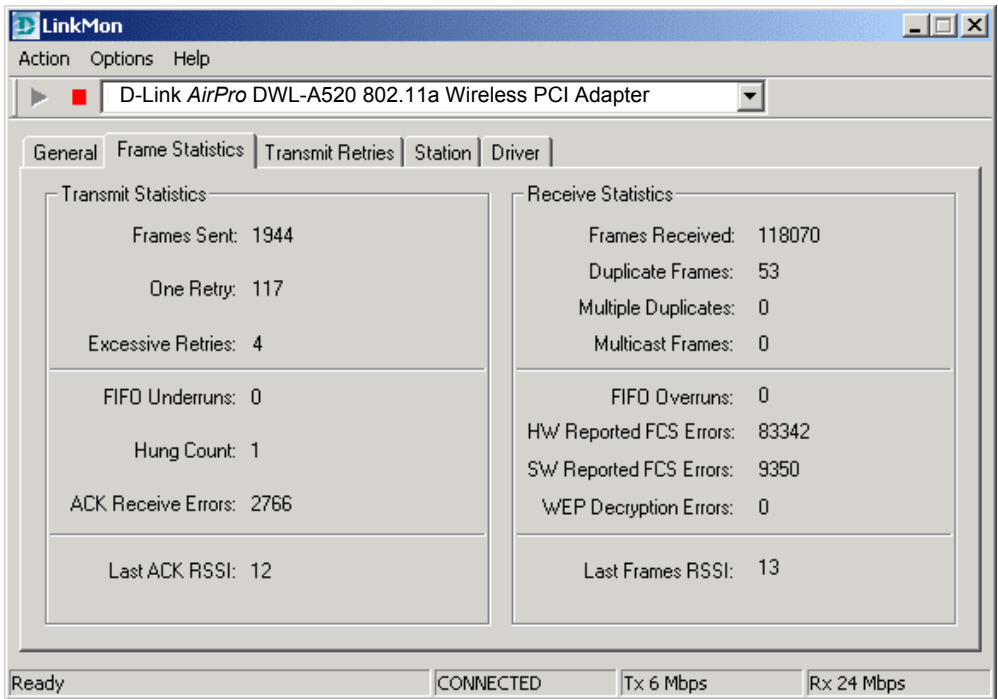 LinkMon
Action Options Help
D-Link AirPro DWL-A520 802.11a Wireless PCI Adapter
General Frame Statistics Transmit Retries Station Driver
Transmit Statistics
Frames Sent: 1944
One Retry: 117
Excessive Retries: 4
FIFO Underruns: 0
Hung Count: 1
ACK Receive Errors: 2766
Last ACK RSSI: 12
Receive Statistics
Frames Received: 118070
Duplicate Frames: 53
Multiple Duplicates: 0
Multicast Frames: 0
FIFO Overruns: 0
HW Reported FCS Errors: 83342
SW Reported FCS Errors: 9350
WEP Decryption Errors: 0
Last Frames RSSI: 13
Ready CONNECTED Tx 6 Mbps Rx 24 Mbps